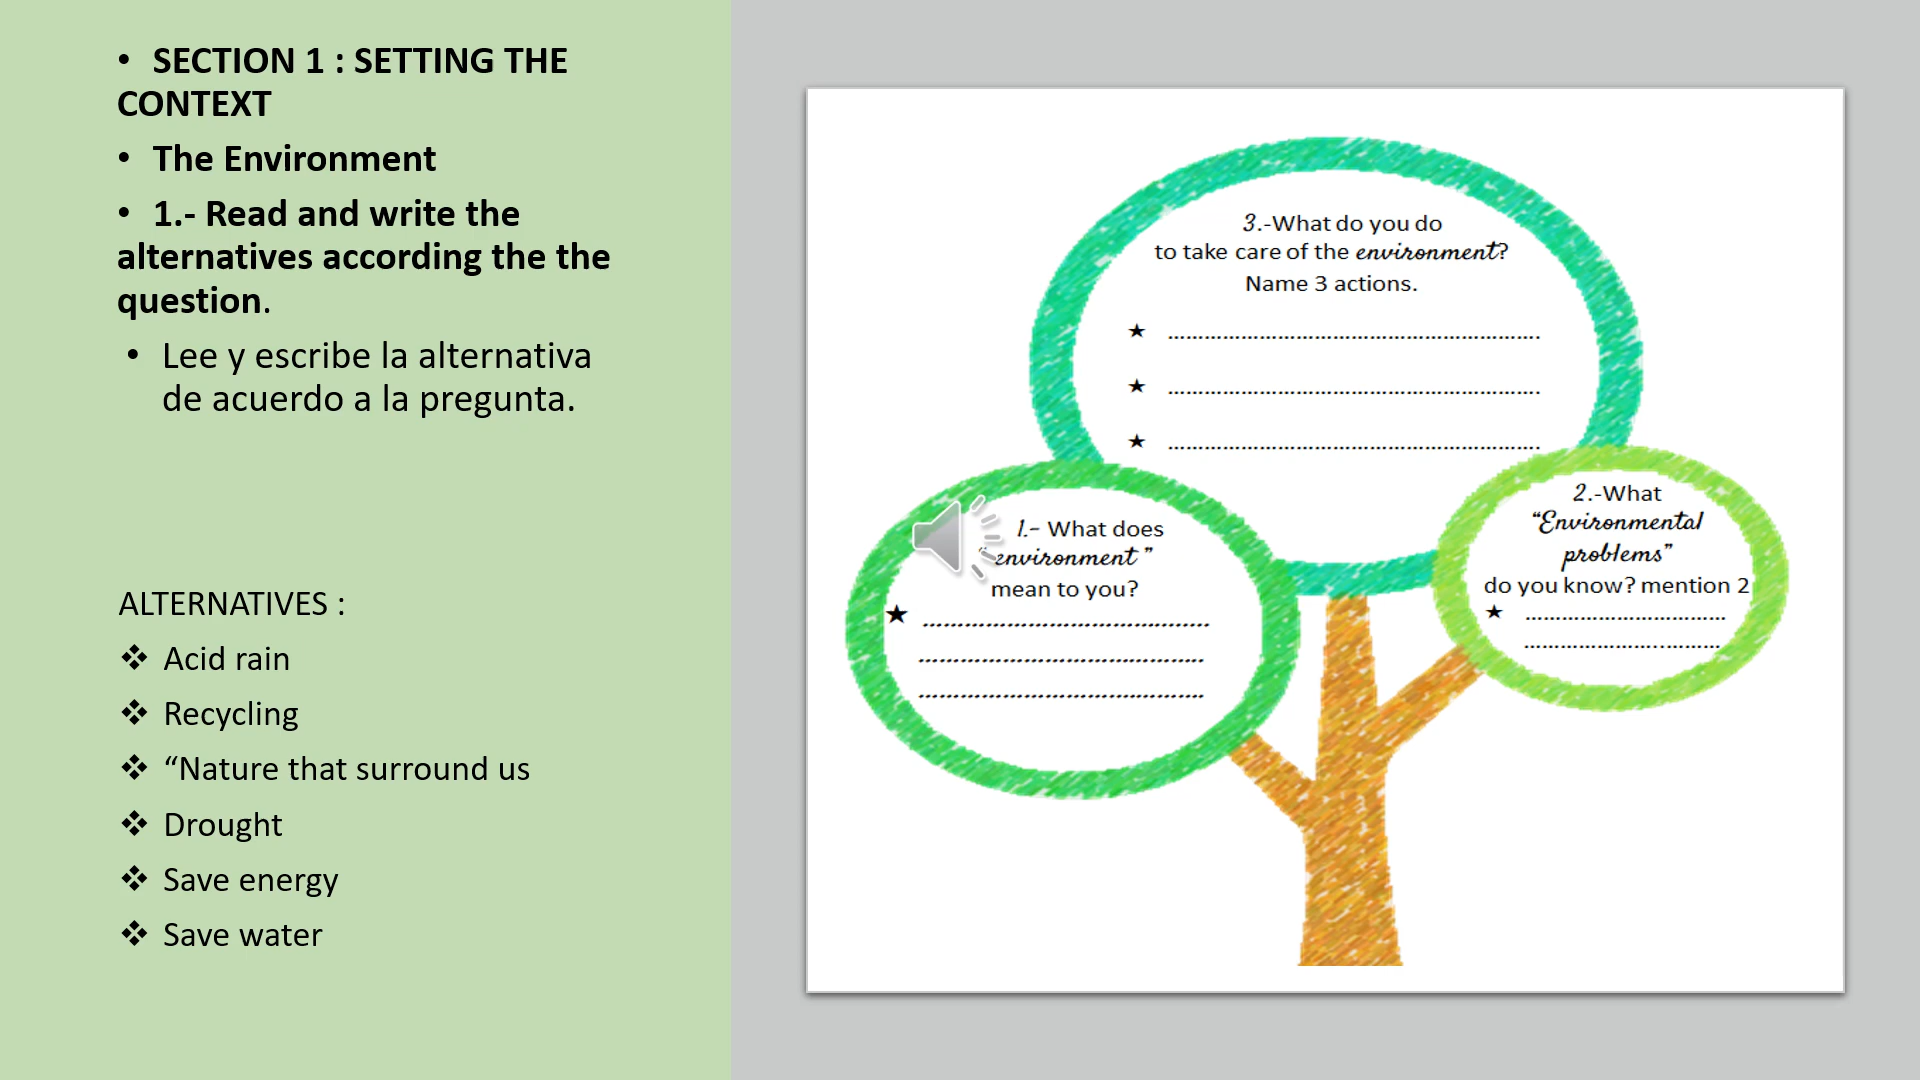 • SECTION 1 : SETTING THE
CONTEXT
• The Environment
• 1.- Read and write the
alternatives according the the
question.
• Lee y escribe la alternativa
de acuerdo a la pregunta.
ALTERNATIVES :
❖ Acid rain
❖ Recycling
❖ “Nature that surround us
❖ Drought
❖ Save energy
❖ Save water
3.-What do you do
to take care of the environment?
Name 3 actions.
★ ..............................................................
★ ..............................................................
★ ..............................................................
1.- What does
“environment”
mean to you?
★ ................................................
................................................
................................................
2.-What
“Environmental
problems”
do you know? mention 2
★ .................................
.................................